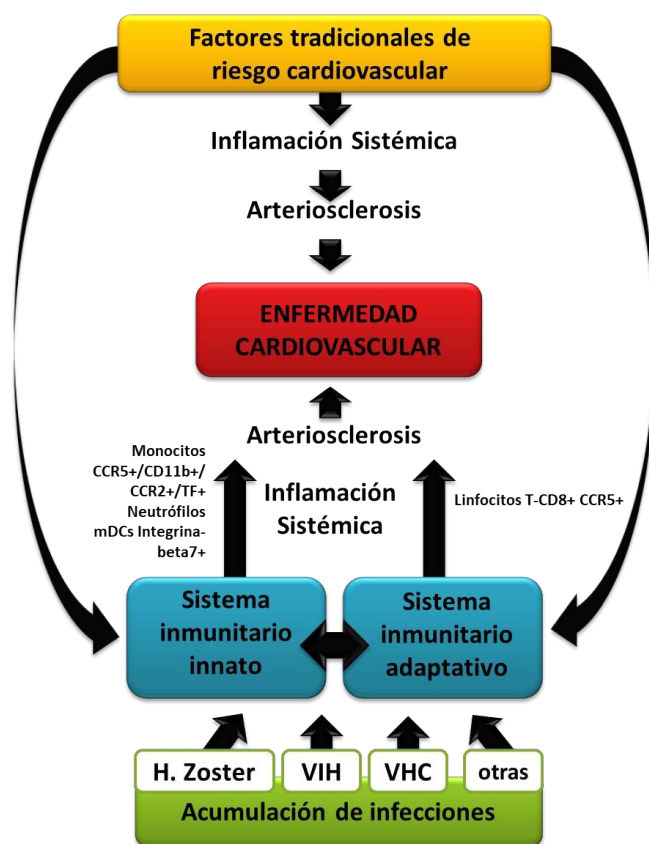 Factores tradicionales de
riesgo cardiovascular
Inflamación Sistémica
Arteriosclerosis
ENFERMEDAD
CARDIOVASCULAR
Arteriosclerosis
Monocitos
CCR5+/CD11b+/
CCR2+/TF+
Neutrófilos
mDCs Integrina-
beta7+
Inflamación
Sistémica
Linfocitos T-CD8+ CCR5+
Sistema
inmunitario
innato
Sistema
inmunitario
adaptativo
H. Zoster
VIH
VHC
otras
Acumulación de infecciones